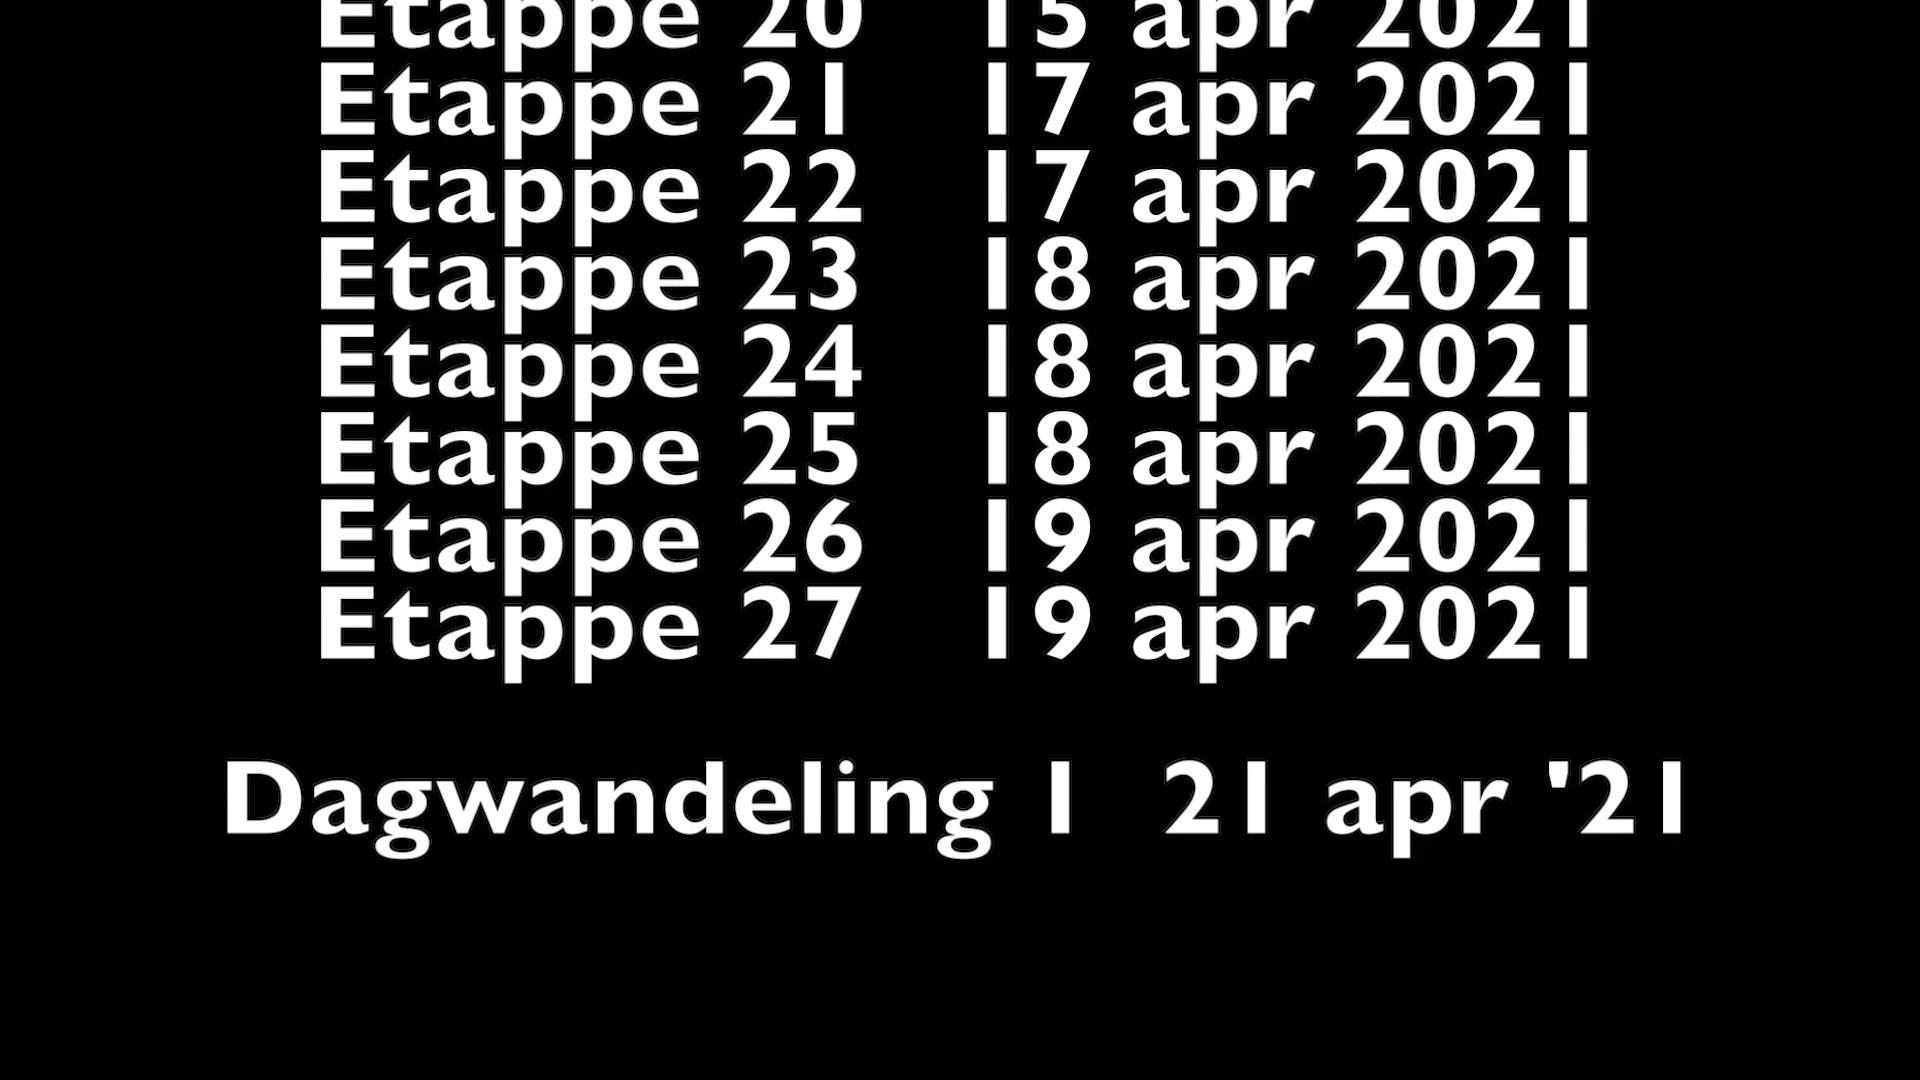 Etappe 20 15 apr 2021
Etappe 21 17 apr 2021
Etappe 22 17 apr 2021
Etappe 23 18 apr 2021
Etappe 24 18 apr 2021
Etappe 25 18 apr 2021
Etappe 26 19 apr 2021
Etappe 27 19 apr 2021
Dagwandeling 1 21 apr '21